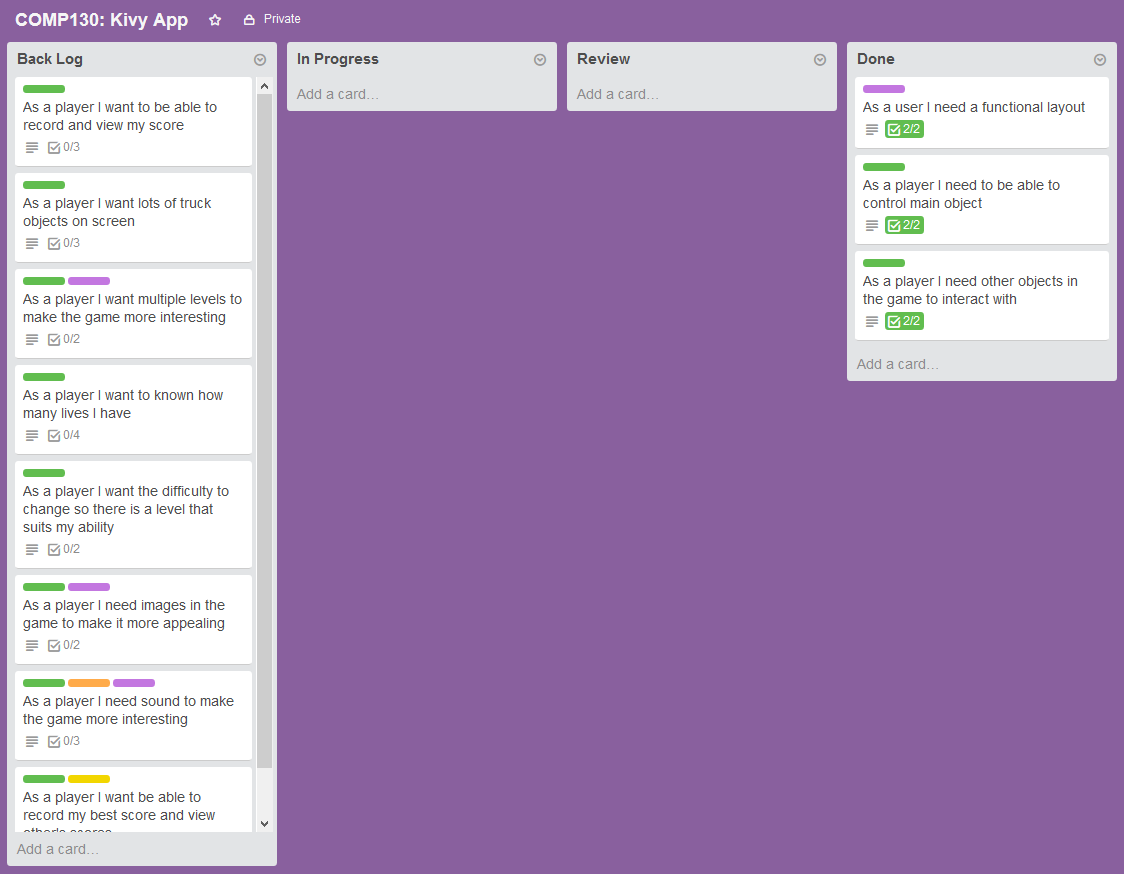 COMP130: Kivy App
Private
Back Log
As a player I want to be able to
record and view my score
0/3
As a player I want lots of truck
objects on screen
0/3
As a player I want multiple levels to
make the game more interesting
0/2
As a player I want to known how
many lives I have
0/4
As a player I want the difficulty to
change so there is a level that
suits my ability
0/2
As a player I need images in the
game to make it more appealing
0/2
As a player I need sound to make
the game more interesting
0/3
As a player I want be able to
record my best score and view
other's scores
Add a card…
In Progress
Add a card…
Review
Add a card…
Done
As a user I need a functional layout
2/2
As a player I need to be able to
control main object
2/2
As a player I need other objects in
the game to interact with
2/2
Add a card…